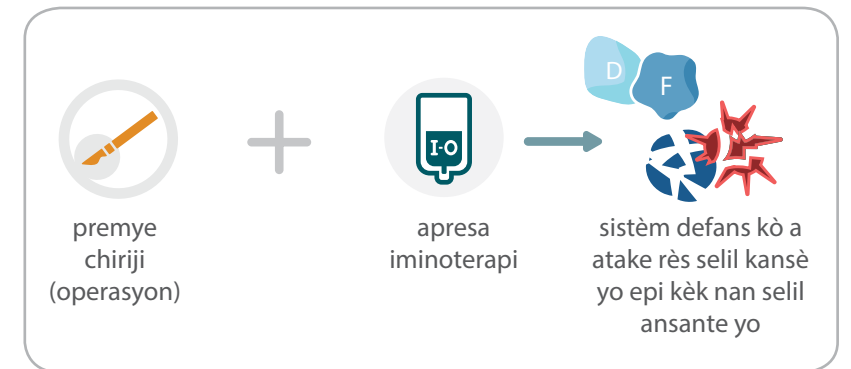 D
F
I-O
premye
chiriji
(operasyon)
apresa
iminoterapi
sistèm defans kò a
atake rès selil kansè
yo epi kèk nan selil
ansante yo